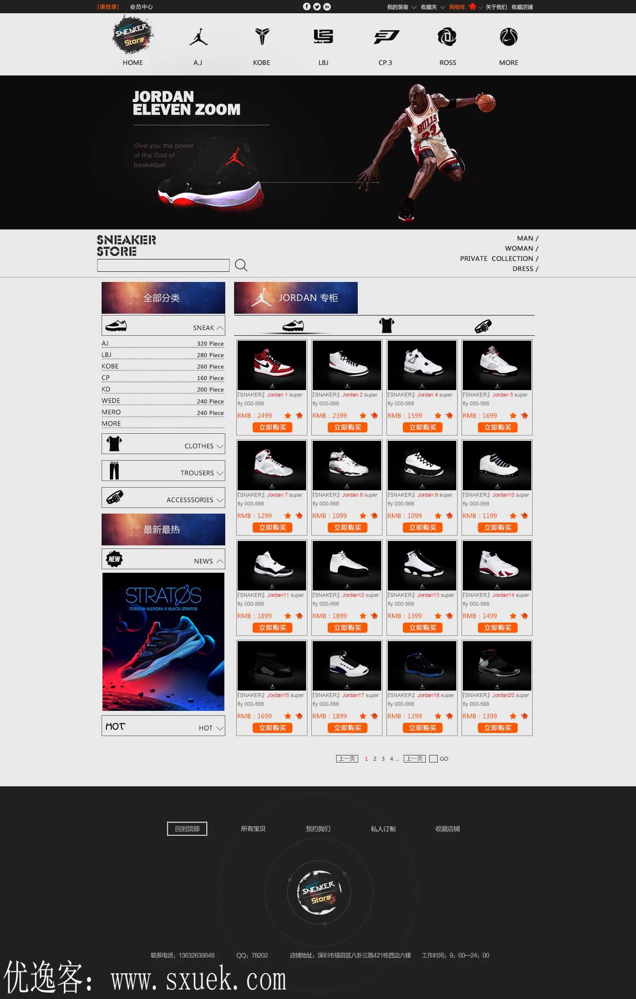 [请登录] 会员中心 我的装备 收藏夹 购物车 关于我们 收藏店铺
SNEAKER
Store
HOME A.J KOBE LBJ CP.3 ROSS MORE
JORDAN
ELEVEN ZOOM
Give you the power
of the God of
basketball
BULLS
23
SNEAKER
STORE
MAN /
WOMAN /
PRIVATE COLLECTION /
DRESS /
全部分类
JORDAN 专柜
SNEAK
AJ 320 Piece
LBJ 280 Piece
KOBE 260 Piece
CP 160 Piece
KD 200 Piece
WEDE 240 Piece
MERO 240 Piece
MORE
CLOTHES
TROUSERS
ACCESSSORIES
最新最热
NEW NEWS
STRATØS
TORSION ALLEGRA-X BLACK-STRATOS
HOT HOT
『SNAKER』Jordan 1 super
fly 000-568
RMB：2499
立即购买
『SNAKER』Jordan 2 super
fly 000-568
RMB：2399
立即购买
『SNAKER』Jordan 4 super
fly 000-568
RMB：1599
立即购买
『SNAKER』Jordan 5 super
fly 000-568
RMB：1699
立即购买
『SNAKER』Jordan 7 super
fly 000-568
RMB：1299
立即购买
『SNAKER』Jordan 8 super
fly 000-568
RMB：1099
立即购买
『SNAKER』Jordan 9 super
fly 000-568
RMB：1099
立即购买
『SNAKER』Jordan10 super
fly 000-568
RMB：1199
立即购买
『SNAKER』Jordan11 super
fly 000-568
RMB：1899
立即购买
『SNAKER』Jordan12 super
fly 000-568
RMB：1899
立即购买
『SNAKER』Jordan13 super
fly 000-568
RMB：1399
立即购买
『SNAKER』Jordan14 super
fly 000-568
RMB：1499
立即购买
『SNAKER』Jordan15 super
fly 000-568
RMB：1699
立即购买
『SNAKER』Jordan17 super
fly 000-568
RMB：1899
立即购买
『SNAKER』Jordan18 super
fly 000-568
RMB：1399
立即购买
『SNAKER』Jordan20 super
fly 000-568
RMB：1399
立即购买
上一页 1 2 3 4 ... 上一页 GO
回到顶部 所有宝贝 预约我们 私人订制 收藏店铺
SNEAKER
Store
联系电话：13632638648 QQ：78202 店铺地址：深圳市福田区八卦三路421栋西边六楼 工作时间：9：00—24：00
优逸客：www.sxuek.com